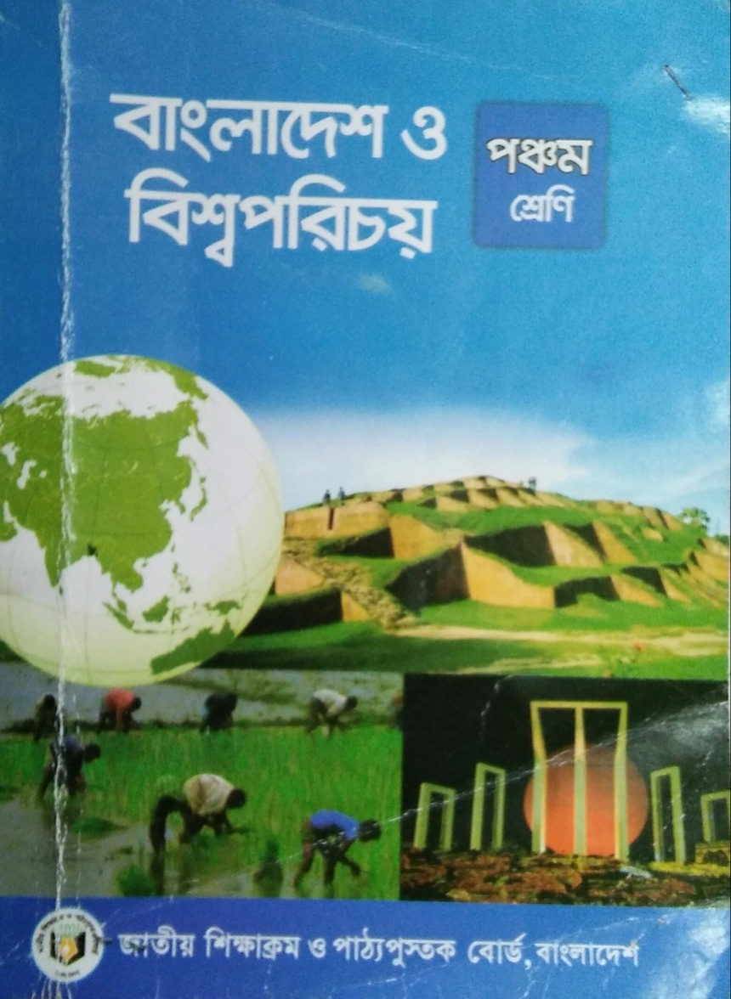 বাংলাদেশ ও
বিশ্বপরিচয়
পঞ্চম
শ্রেণি
জাতীয় শিক্ষাক্রম ও পাঠ্যপুস্তক বোর্ড, বাংলাদেশ